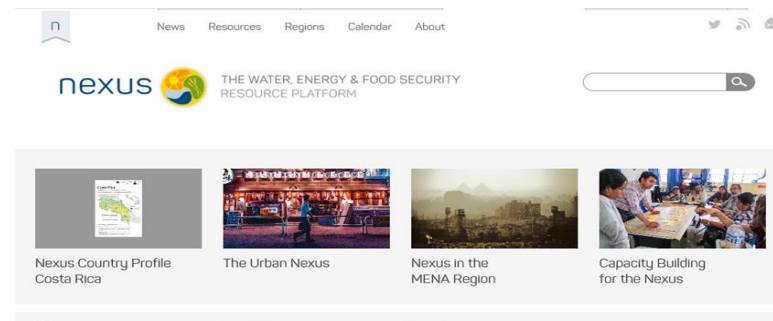 n
News Resources Regions Calendar About
nexus
THE WATER, ENERGY & FOOD SECURITY
RESOURCE PLATFORM
Nexus Country Profile
Costa Rica
The Urban Nexus
Nexus in the
MENA Region
Capacity Building
for the Nexus